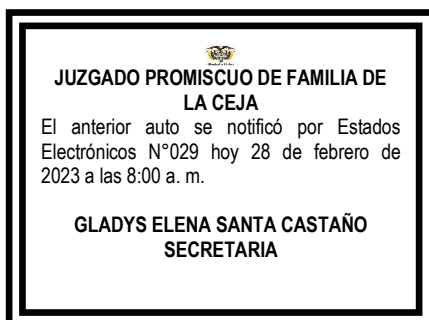 JUZGADO PROMISCUO DE FAMILIA DE
LA CEJA
El anterior auto se notificó por Estados
Electrónicos N°029 hoy 28 de febrero de
2023 a las 8:00 a. m.
GLADYS ELENA SANTA CASTAÑO
SECRETARIA